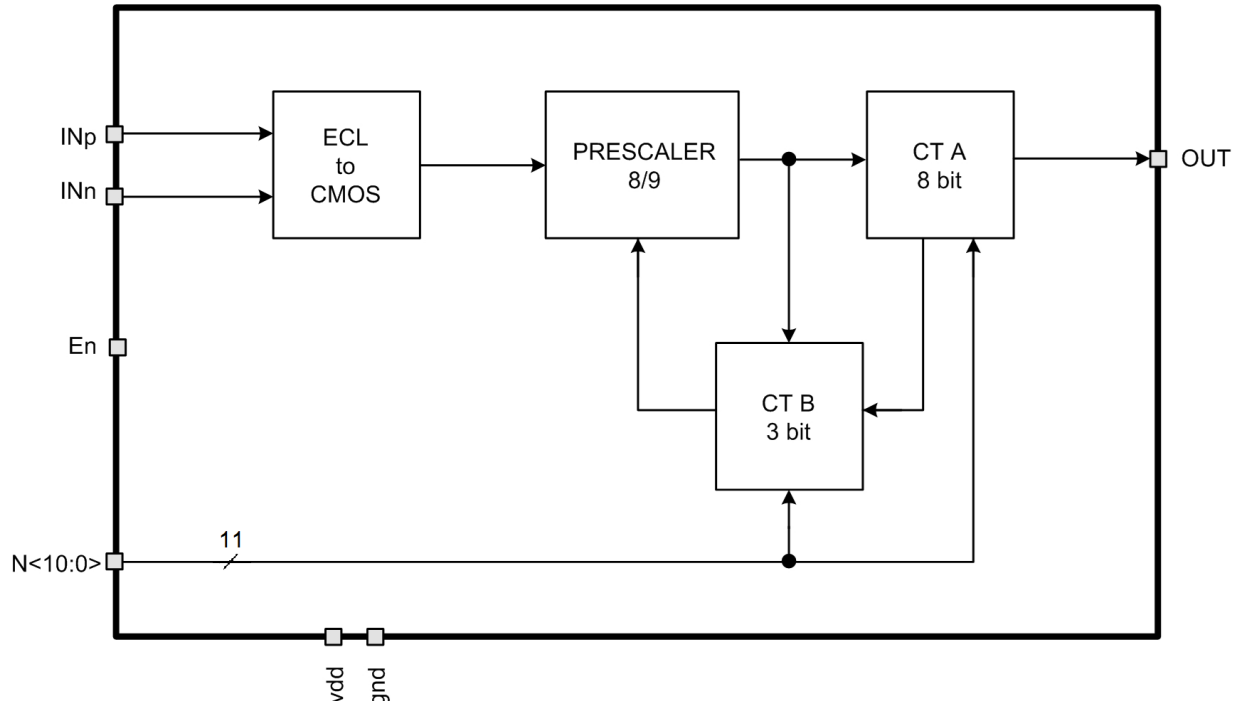 INp
INn
ECL
to
CMOS
PRESCALER
8/9
CT A
8 bit
OUT
En
CT B
3 bit
11
N<10:0>
vdd
gnd